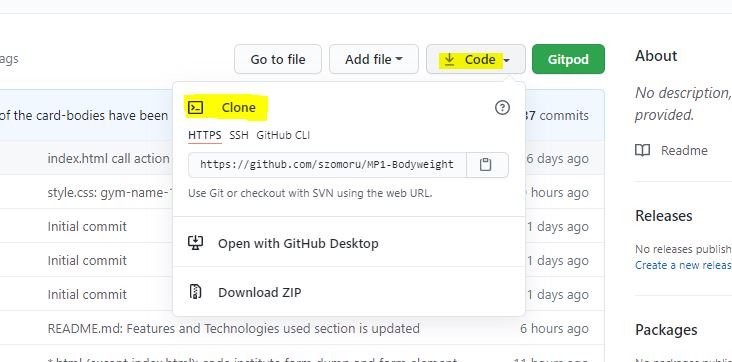 ags
Go to file
Add file
Code
Gitpod
About
No description,
provided.
Readme
of the card-bodies have been
37 commits
Clone
HTTPS SSH GitHub CLI
https://github.com/szomoru/MP1-Bodyweight
Use Git or checkout with SVN using the web URL.
Open with GitHub Desktop
Download ZIP
index.html call action
6 days ago
style.css: gym-name-1
hours ago
Initial commit
1 days ago
Initial commit
1 days ago
Initial commit
1 days ago
README.md: Features and Technologies used section is updated
6 hours ago
11 hours ago
Releases
No releases publish
Create a new releas
Packages